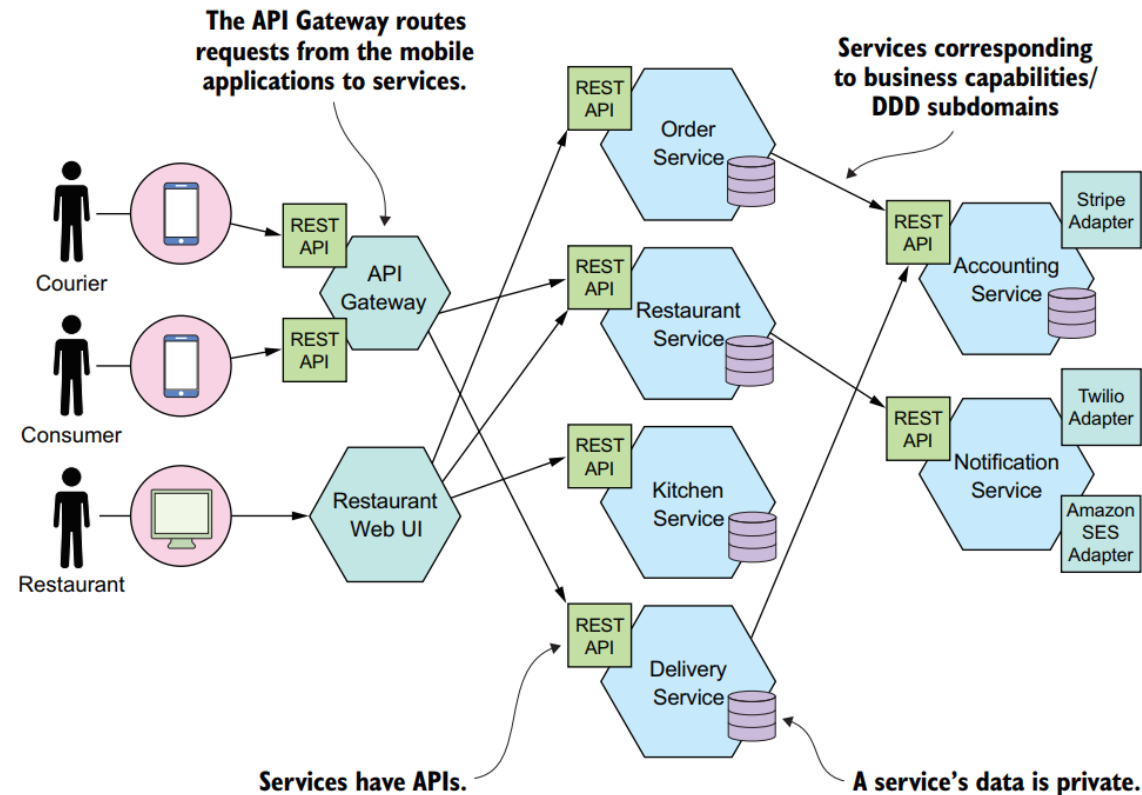 The API Gateway routes
requests from the mobile
applications to services.
Services corresponding
to business capabilities/
DDD subdomains
REST
API
Order
Service
Courier
REST
API
API
Gateway
REST
API
Consumer
REST
API
Restaurant
Service
REST
API
Accounting
Service
Stripe
Adapter
Restaurant
Restaurant
Web UI
REST
API
Kitchen
Service
REST
API
Notification
Service
Twilio
Adapter
Amazon
SES
Adapter
REST
API
Delivery
Service
Services have APIs.
A service’s data is private.